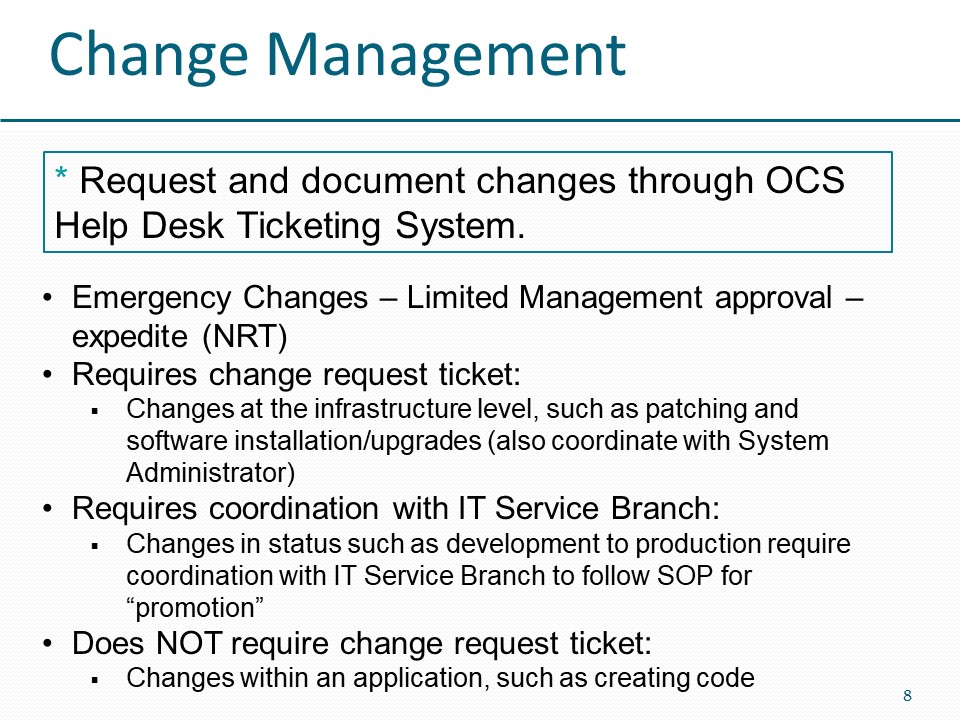 Change Management
* Request and document changes through OCS
Help Desk Ticketing System.
• Emergency Changes – Limited Management approval –
expedite (NRT)
• Requires change request ticket:
▪ Changes at the infrastructure level, such as patching and
software installation/upgrades (also coordinate with System
Administrator)
• Requires coordination with IT Service Branch:
▪ Changes in status such as development to production require
coordination with IT Service Branch to follow SOP for
“promotion”
• Does NOT require change request ticket:
▪ Changes within an application, such as creating code
8